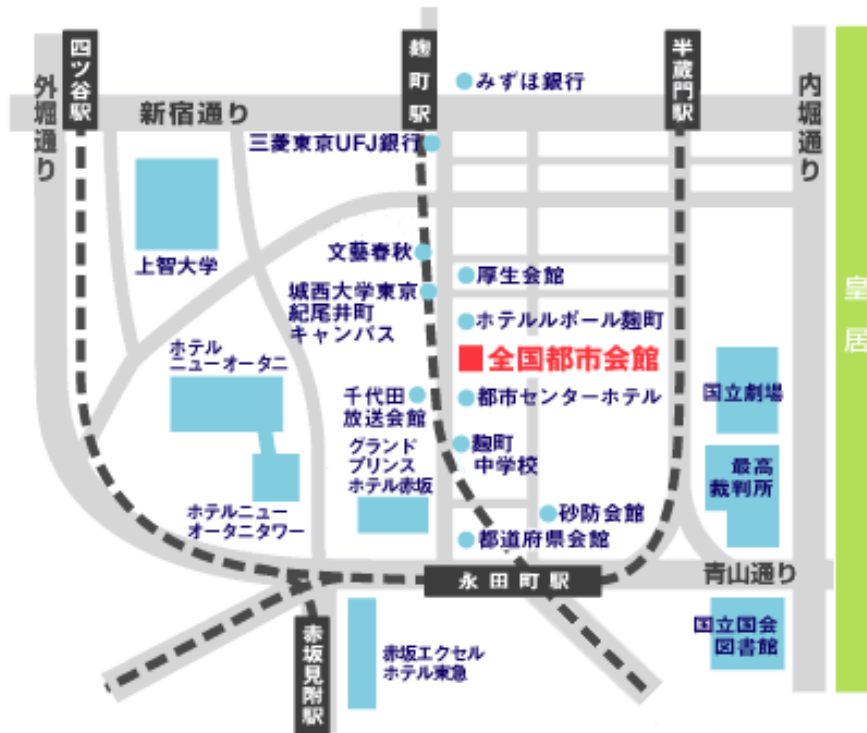 四ツ谷駅
麹町駅
半蔵門駅
外堀通り
新宿通り
みずほ銀行
内堀通り
三菱東京UFJ銀行
上智大学
文藝春秋
厚生会館
城西大学東京
紀尾井町
キャンパス
ホテルルポール麹町
皇居
ホテル
ニューオータニ
全国都市会館
千代田
放送会館
都市センターホテル
国立劇場
グランド
プリンス
ホテル赤坂
麹町
中学校
最高
裁判所
ホテルニュー
オータニタワー
砂防会館
都道府県会館
永田町駅
青山通り
赤坂見附駅
赤坂エクセル
ホテル東急
国立国会
図書館